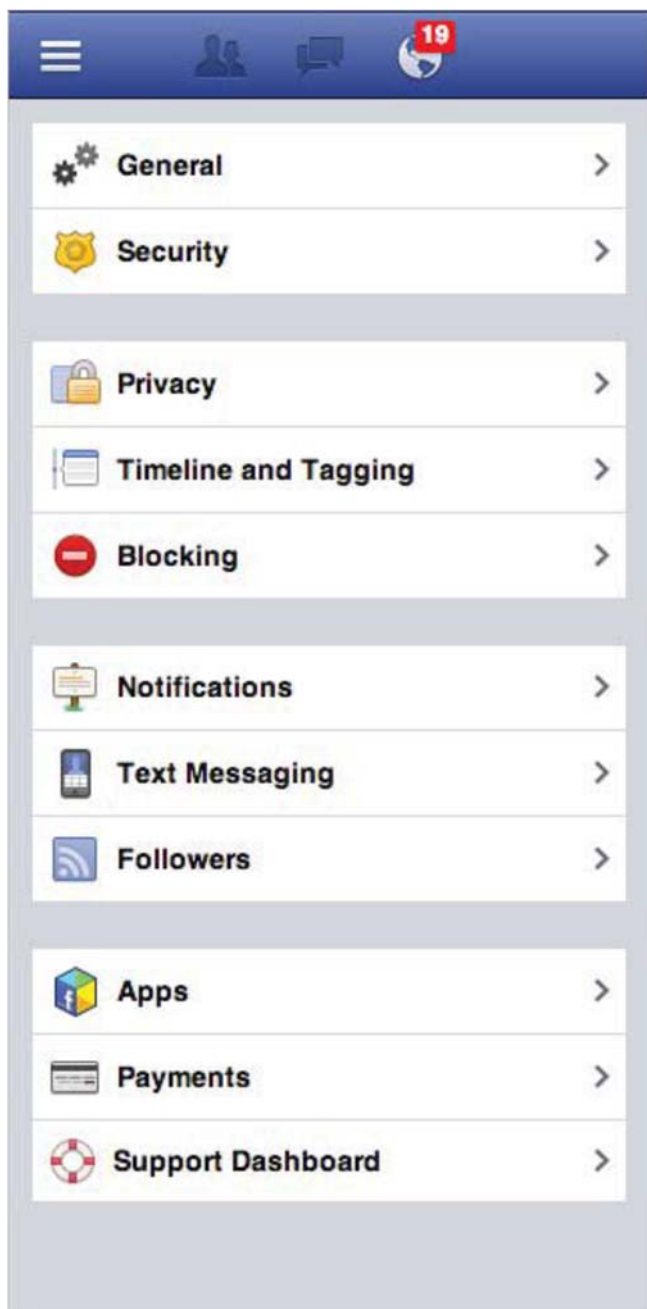 19
General
Security
Privacy
Timeline and Tagging
Blocking
Notifications
Text Messaging
Followers
Apps
Payments
Support Dashboard